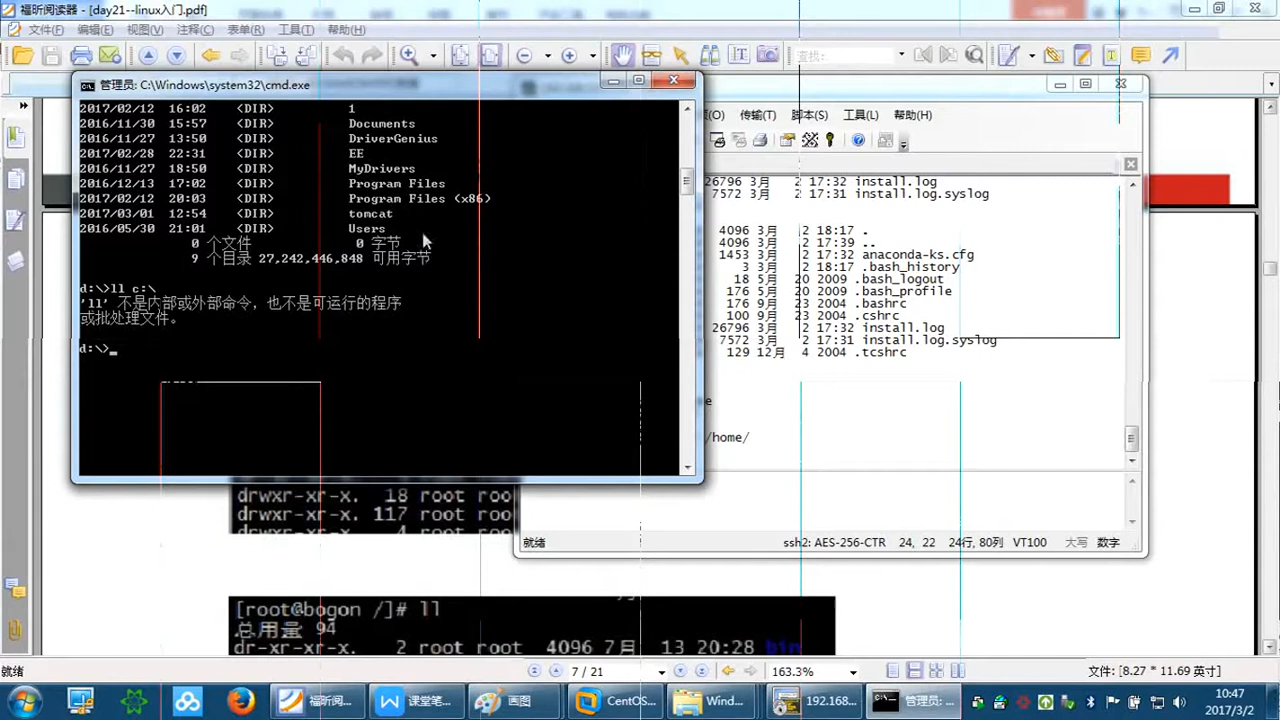 福昕阅读器 - [day21--linux入门.pdf]
文件(F) 编辑(E) 视图(V) 注释(C) 表单(R) 工具(T) 帮助(H)
查找:
管理员: C:\Windows\system32\cmd.exe
2017/02/12 16:02 <DIR> 1
2016/11/30 15:57 <DIR> Documents
2016/11/27 13:50 <DIR> DriverGenius
2017/02/28 22:31 <DIR> EE
2016/11/27 18:50 <DIR> MyDrivers
2016/12/13 17:02 <DIR> Program Files
2017/02/12 20:03 <DIR> Program Files (x86)
2017/03/01 12:54 <DIR> tomcat
2016/05/30 21:01 <DIR> Users
0 个文件 0 字节
9 个目录 27,242,446,848 可用字节
d:\>ll c:\
'll' 不是内部或外部命令，也不是可运行的程序
或批处理文件。
d:\>
(O) 传输(T) 脚本(S) 工具(L) 帮助(H)
26796 3月 2 17:32 install.log
7572 3月 2 17:31 install.log.syslog
4096 3月 2 18:17 .
4096 3月 2 17:39 ..
1453 3月 2 17:32 anaconda-ks.cfg
3 3月 2 18:17 .bash_history
18 5月 20 2009 .bash_logout
176 5月 20 2009 .bash_profile
176 9月 23 2004 .bashrc
100 9月 23 2004 .cshrc
26796 3月 2 17:32 install.log
7572 3月 2 17:31 install.log.syslog
129 12月 4 2004 .tcshrc
e
/home/
就绪 ssh2: AES-256-CTR 24, 22 24行, 80列 VT100 大写 数字
drwxr-xr-x. 18 root roo
drwxr-xr-x. 117 root roo
drwxr-xr-x. 4 root roo
[root@bogon /]# ll
总用量 94
dr-xr-xr-x. 2 root root 4096 7月 13 20:28 bin
就绪 7 / 21 163.3% 文件: [8.27 * 11.69 英寸]
福昕阅... 课堂笔... 画图 CentOS... Wind... 192.168... 管理员: ...
10:47
2017/3/2